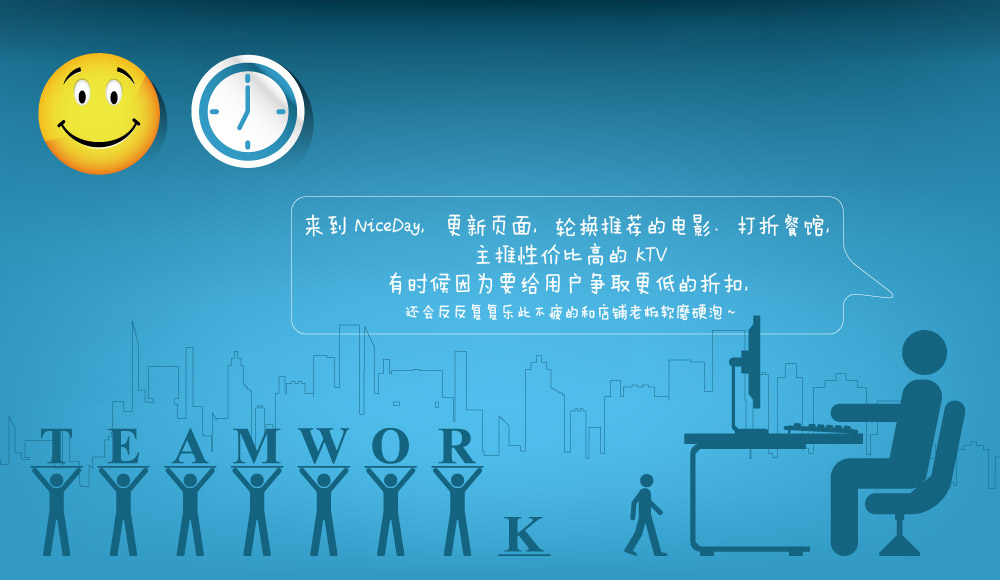 来到 NiceDay, 更新页面, 轮换推荐的电影、打折餐馆,
主推性价比高的 KTV
有时候因为要给用户争取更低的折扣,
还会反反复复乐此不疲的和店铺老板软磨硬泡~
TEAMWOR
K